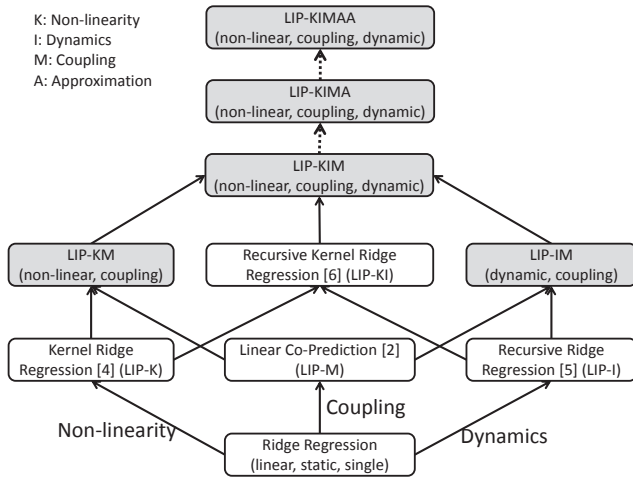 K: Non-linearity
I: Dynamics
M: Coupling
A: Approximation
LIP-KIMAA
(non-linear, coupling, dynamic)
LIP-KIMA
(non-linear, coupling, dynamic)
LIP-KIM
(non-linear, coupling, dynamic)
LIP-KM
(non-linear, coupling)
Recursive Kernel Ridge
Regression [6] (LIP-KI)
LIP-IM
(dynamic, coupling)
Kernel Ridge
Regression [4] (LIP-K)
Linear Co-Prediction [2]
(LIP-M)
Recursive Ridge
Regression [5] (LIP-I)
Non-linearity
Coupling
Dynamics
Ridge Regression
(linear, static, single)